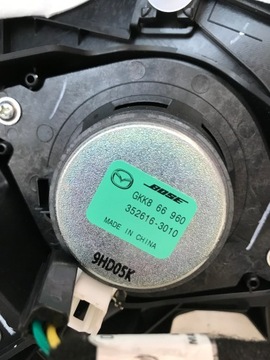 BOSE
GKK8 66 960
352616-3010
MADE IN CHINA
9HD05K